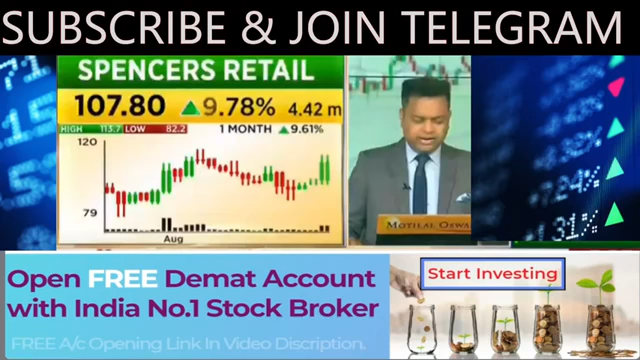 SUBSCRIBE & JOIN TELEGRAM
SPENCERS RETAIL
107.80 ▲9.78% 4.42 m
HIGH 113.7 LOW 82.2 1 MONTH ▲9.61%
120
79
Aug
MOTILAL OSWA
Open FREE Demat Account
with India No.1 Stock Broker
FREE A/c Opening Link In Video Discription.
Start Investing